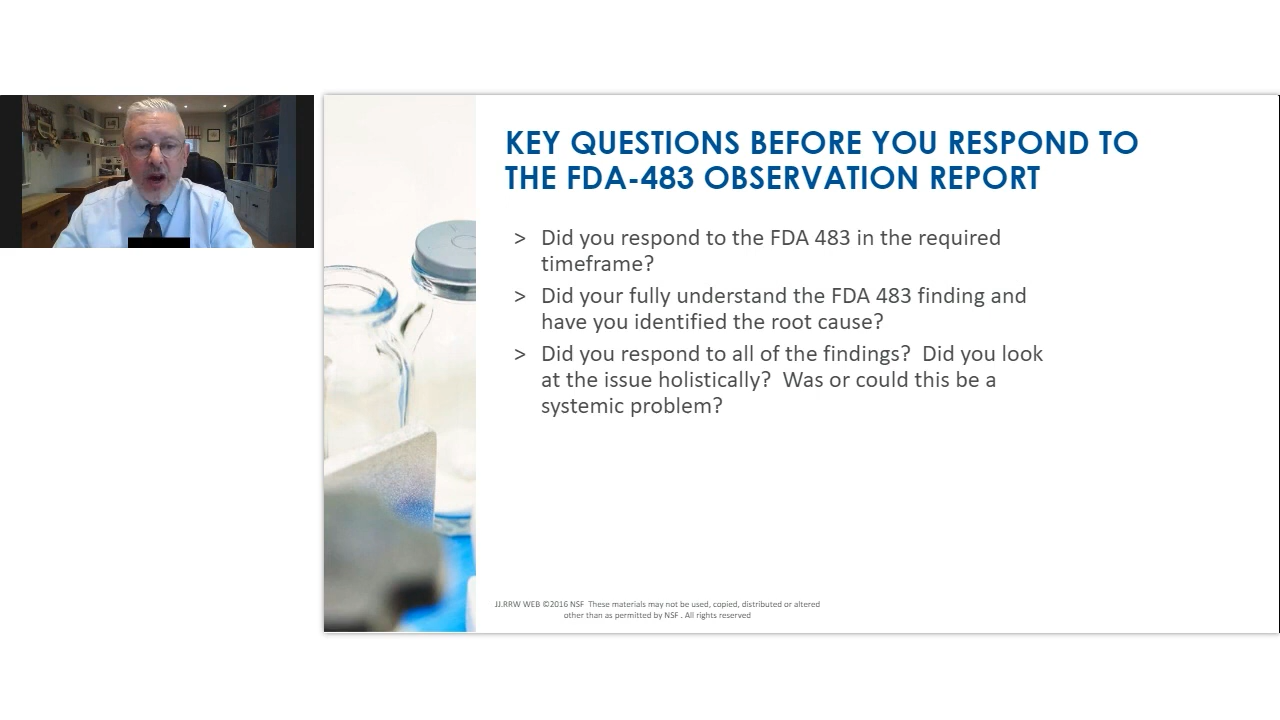 KEY QUESTIONS BEFORE YOU RESPOND TO
THE FDA-483 OBSERVATION REPORT
> Did you respond to the FDA 483 in the required
timeframe?
> Did your fully understand the FDA 483 finding and
have you identified the root cause?
> Did you respond to all of the findings?  Did you look
at the issue holistically?  Was or could this be a
systemic problem?
JJ.RRW WEB ©2016 NSF  These materials may not be used, copied, distributed or altered
other than as permitted by NSF . All rights reserved